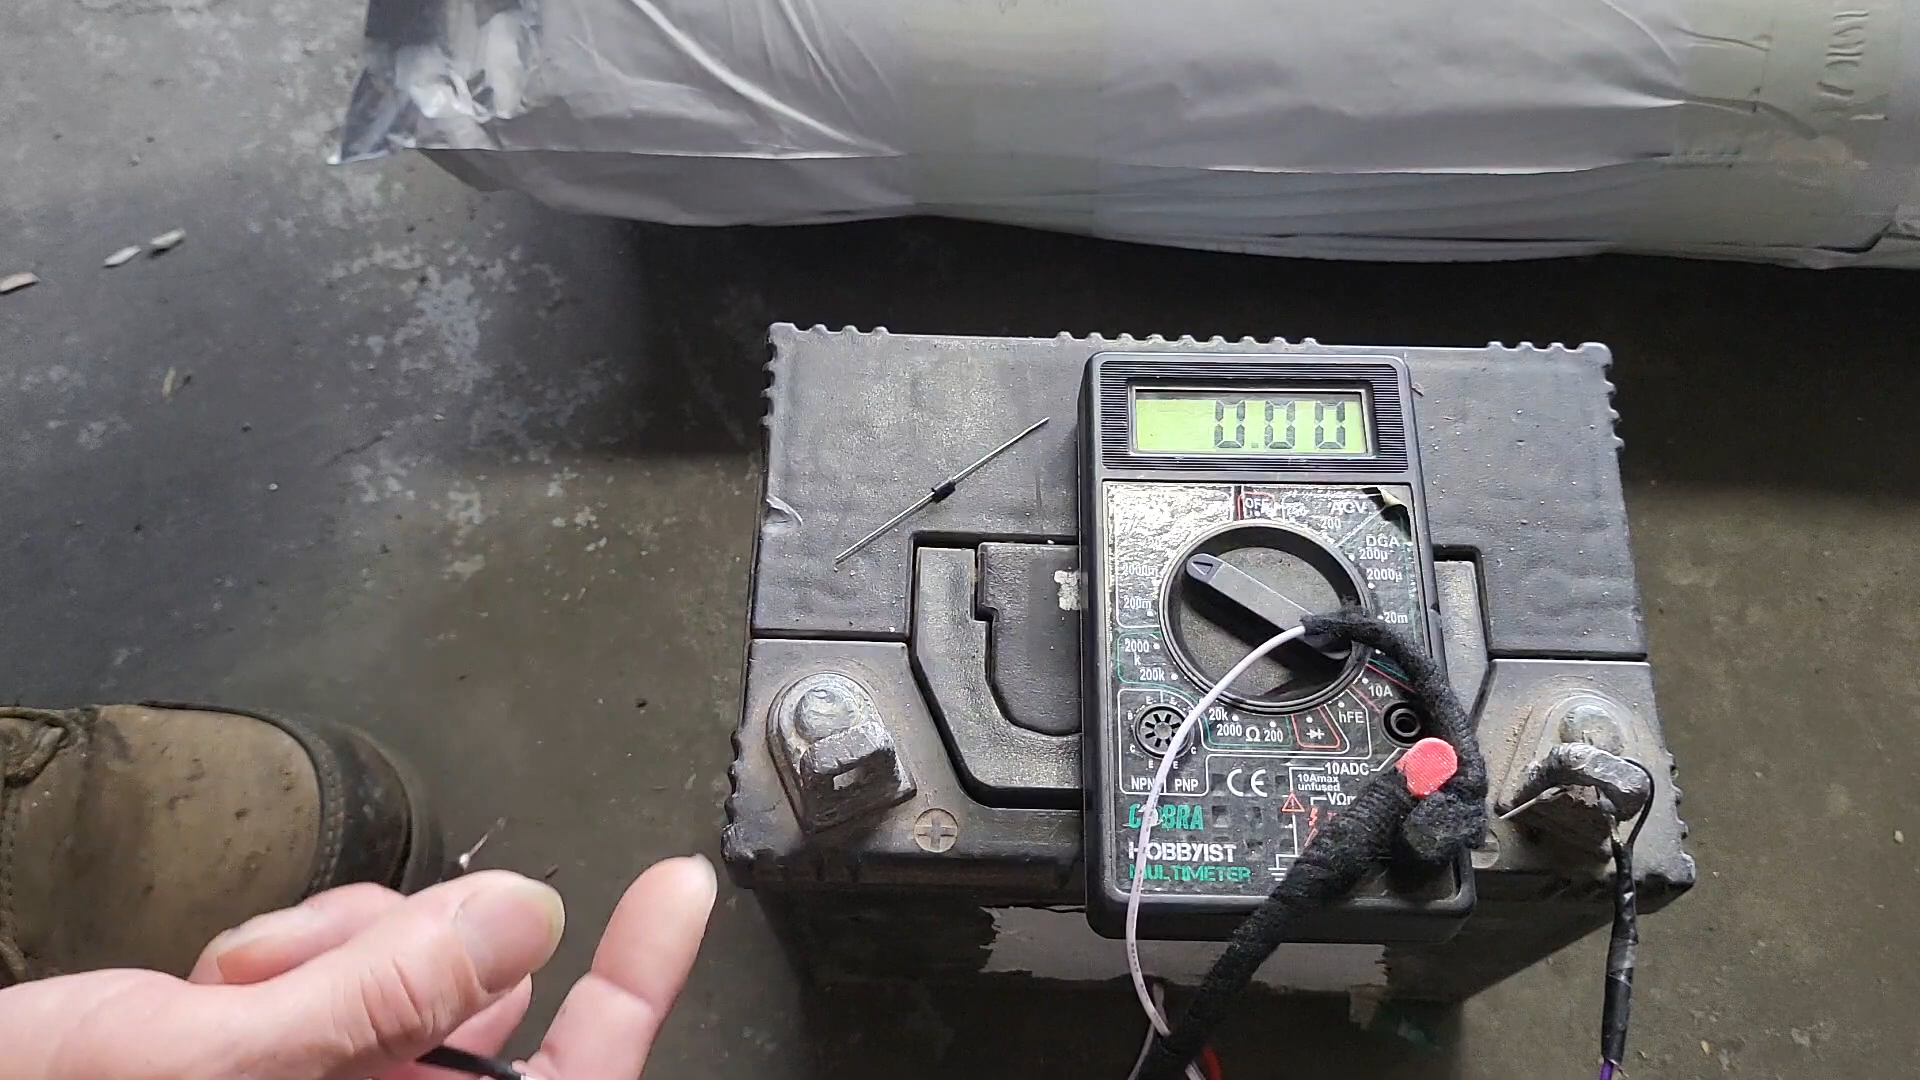 0.00
OFF
ACV
200
DCA
200µ
2000m
2000µ
200m
20m
2000
k
200k
10A
20k
hFE
2000 Ω 200
NPN PNP
CE
10ADC
10Amax
unfused
COBRA
HOBBYIST
MULTIMETER